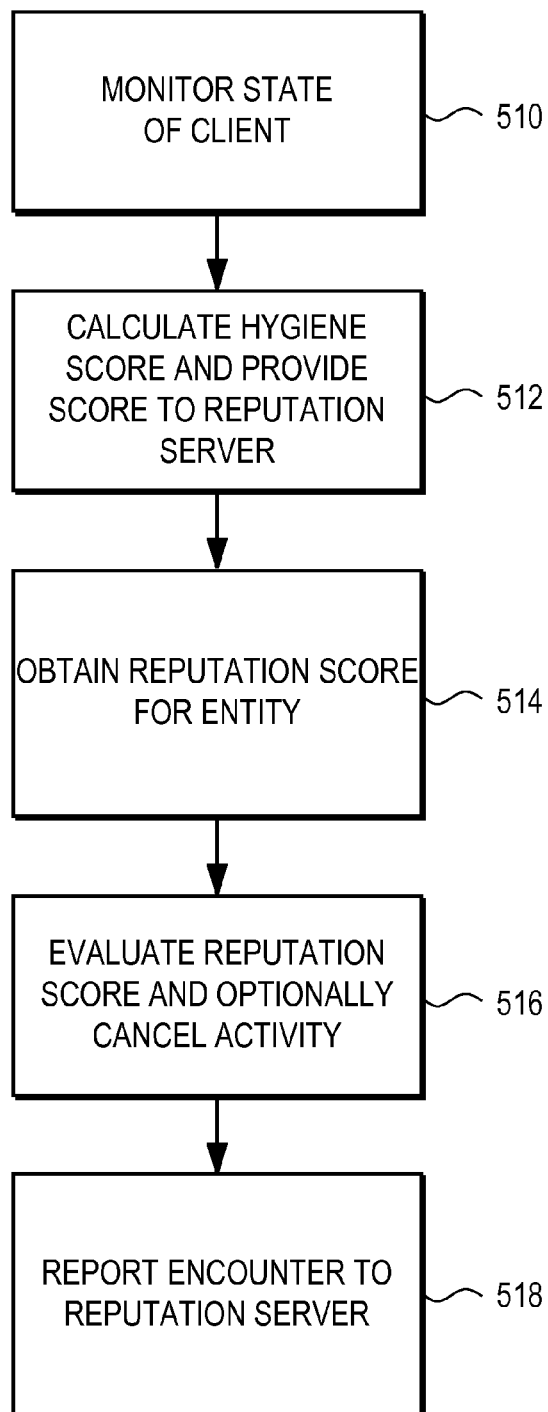 MONITOR STATE
OF CLIENT
510
CALCULATE HYGIENE
SCORE AND PROVIDE
SCORE TO REPUTATION
SERVER
512
OBTAIN REPUTATION SCORE
FOR ENTITY
514
EVALUATE REPUTATION
SCORE AND OPTIONALLY
CANCEL ACTIVITY
516
REPORT ENCOUNTER TO
REPUTATION SERVER
518